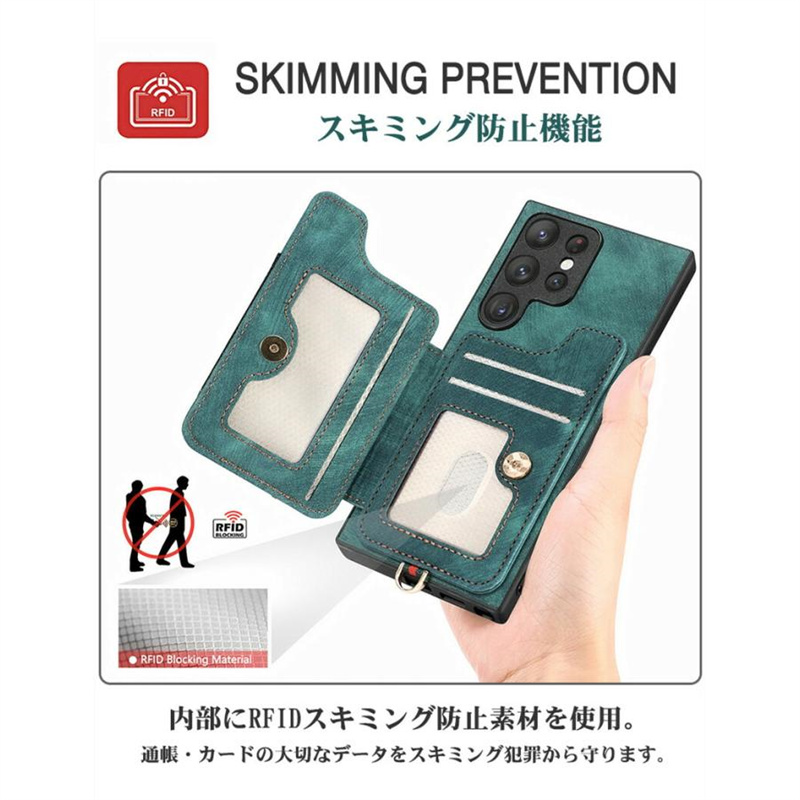 RFID
SKIMMING PREVENTION
スキミング防止機能
RFID
BLOCKING
RFID Blocking Material
内部にRFIDスキミング防止素材を使用。
通帳・カードの大切なデータをスキミング犯罪から守ります。